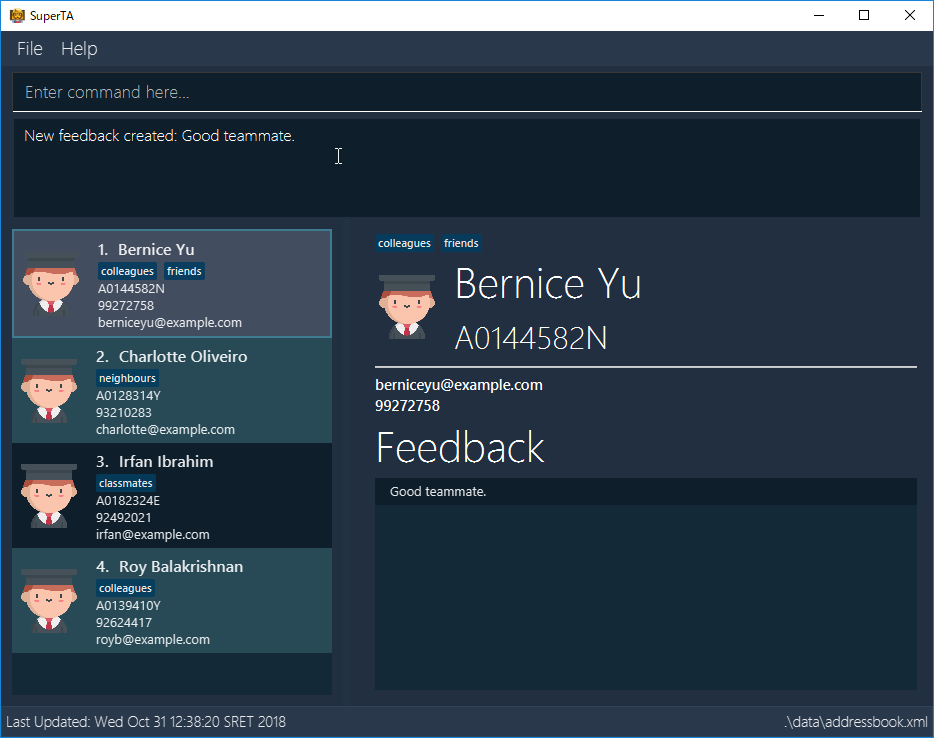 SuperTA
File Help
Enter command here...
New feedback created: Good teammate.
1. Bernice Yu
colleagues friends
A0144582N
99272758
berniceyu@example.com
2. Charlotte Oliveiro
neighbours
A0128314Y
93210283
charlotte@example.com
3. Irfan Ibrahim
classmates
A0182324E
92492021
irfan@example.com
4. Roy Balakrishnan
colleagues
A0139410Y
92624417
royb@example.com
colleagues friends
Bernice Yu
A0144582N
berniceyu@example.com
99272758
Feedback
Good teammate.
Last Updated: Wed Oct 31 12:38:20 SRET 2018
.\data\addressbook.xml